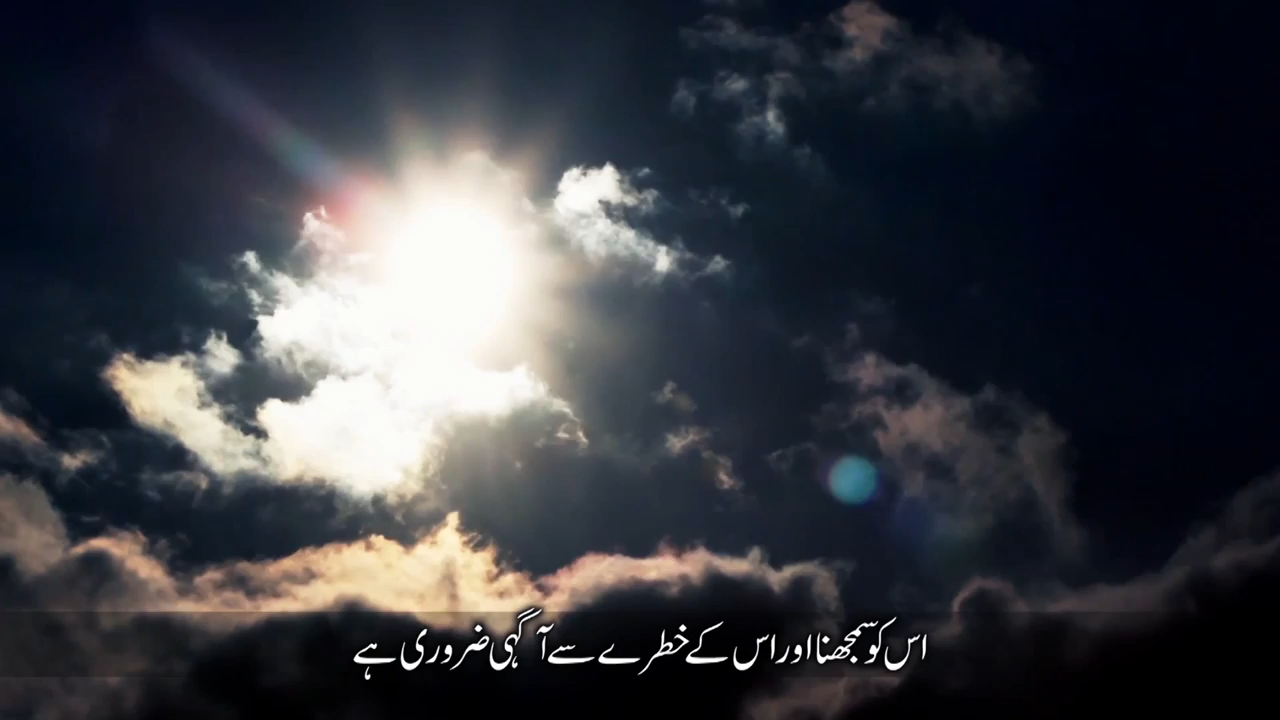 اس کو سمجھنا اور اس کے خطرے سے آگہی ضروری ہے